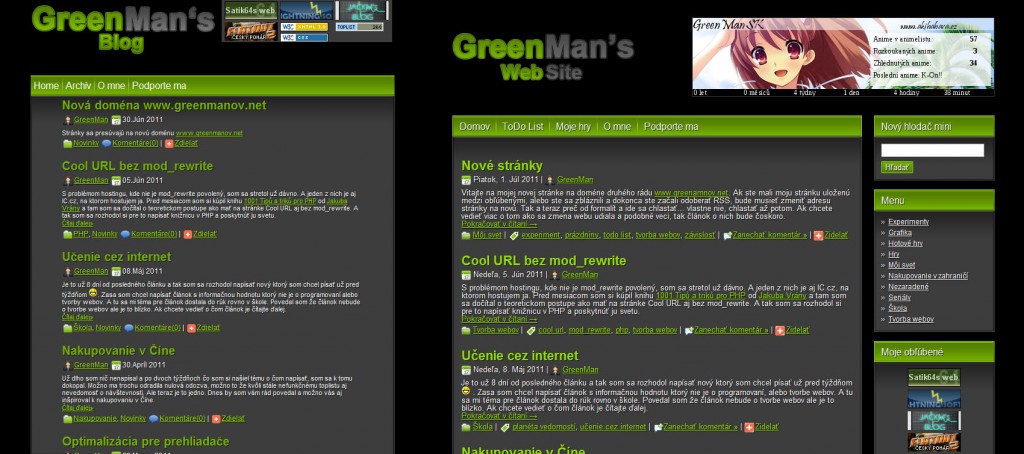 GreenMan's
Blog
Satik64s web
JACKIE'S
BLOG
ČESKÝ POHÁR
TOPLIST
Home
Archív
O mne
Podporte ma
Nová doména www.greenmanov.net
GreenMan 30.Jún 2011
Stránky sa presúvajú na novú doménu www.greenmanov.net
Novinky Komentáre(0) | Zdielať
Cool URL bez mod_rewrite
GreenMan 05.Jún 2011
S problémom hostingu, kde nie je mod_rewrite povolený, som sa stretol už dávno. A jeden z nich je aj
IC.cz, na ktorom hostujem ja. Pred mesiacom som si kúpil knihu 1001 Tipů a triků pro PHP od Jakuba
Vrány a tam som sa dočítal o teoretickom postupe ako mať na stránke Cool URL aj bez mod_rewrite. A
tak som sa rozhodol si pre to napísať knižnicu v PHP a poskytnúť ju svetu.
Čítaj ďalej»
PHP, Novinky Komentáre(0) | Zdielať
Učenie cez internet
GreenMan 08.Máj 2011
Je to už 8 dní od posledného článku a tak som sa rozhodol napísať nový ktorý som chcel písať už pred
týždňom . Zasa som chcel napísať článok s informačnou hodnotu ktorý nie je o programovaní alebo
tvorby webov. A tu sa mi téma pre článok dostala do rúk rovno v škole. Povedal som že článok nebude
o tvorbe webov ale je to blízko. Ak chcete vedieť o čom článok je čítajte ďalej.
Čítaj ďalej»
Škola, Novinky Komentáre(0) | Zdielať
Nakupovanie v Číne
GreenMan 30.Apríl 2011
Už dlho som nič nenapísal a po dvoch týždňoch čo som si našiel tému o čom napísať, som sa k tomu
dokopal. Možno ma trochu odradila nulová odozva, možno to že kvôli stále nefunkčnému toplistu aj
nevedomosť o návštevnosti, Ale teraz je to jedno. Dnes by som vám rád povedal a možno vás aj
inšpiroval k nakupovaniu v Číne.
Čítaj ďalej»
Nakupovanie, Novinky Komentáre(0) | Zdielať
Optimalizácia pre prehliadače
GreenMan's
Web Site
GreenManSK
www.akihabara.cz
Anime v animelistu: 57
Rozkoukaných anime 3
Zhlédnutých anime: 34
Poslední anime: K-On!!
0 let 0 měsíců 4 týdny 1 den 4 hodiny 38 minut
Domov
ToDo List
Moje hry
O mne
Podporte ma
Nové stránky
Piatok, 1. Júl 2011 | GreenMan
Vitajte na mojej novej stránke na doméne druhého rádu www.greenamnov.net. Ak ste mali moju stránku uloženú
medzi obľúbenými, alebo ste sa zbláznili a dokonca ste začali odoberať RSS, bude musieť zmeniť adresu
stránky na novú. Tak a teraz preč od formalít a ide sa chlastať... vlastne nie, chlastať až potom. Ak chcete
vedieť viac o tom ako sa zmena webu udiala a podobné veci, tak článok o nich bude čoskoro.
Pokračovať v čítaní →
Môj svet | experiment, prázdniny, todo list, tvorba webov, závislosť | Zanechať komentár » | Zdieľať
Cool URL bez mod_rewrite
Nedeľa, 5. Jún 2011 | GreenMan
S problémom hostingu, kde nie je mod_rewrite povolený, som sa stretol už dávno. A jeden z nich je aj IC.cz, na
ktorom hostujem ja. Pred mesiacom som si kúpil knihu 1001 Tipů a triků pro PHP od Jakuba Vrány a tam som
sa dočítal o teoretickom postupe ako mať na stránke Cool URL aj bez mod_rewrite. A tak som sa rozhodol si
pre to napísať knižnicu v PHP a poskytnúť ju svetu.
Pokračovať v čítaní →
Tvorba webov | cool url, mod_rewrite, php, tvorba webov | Zanechať komentár » | Zdieľať
Učenie cez internet
Nedeľa, 8. Máj 2011 | GreenMan
Je to už 8 dní od posledného článku a tak som sa rozhodol napísať nový ktorý som chcel písať už pred týždňom
. Zasa som chcel napísať článok s informačnou hodnotu ktorý nie je o programovaní, alebo tvorby webov. A tu
sa mi téma pre článok dostala do rúk rovno v škole. Povedal som že článok nebude o tvorbe webov ale je to
blízko. Ak chcete vedieť o čom článok je čítajte ďalej.
Pokračovať v čítaní →
Škola | planéta vedomostí, učenie cez internet | Zanechať komentár » | Zdieľať
Nakupovanie v Číne
Nový hlodač mini
Hľadať
Menu
» Experimenty
» Grafika
» Hotové hry
» Hry
» Môj svet
» Nakupovanie v zahraničí
» Nezaradené
» Seriály
» Škola
» Tvorba webov
Moje obľúbené
Satik64s web
JACKIE'S
BLOG